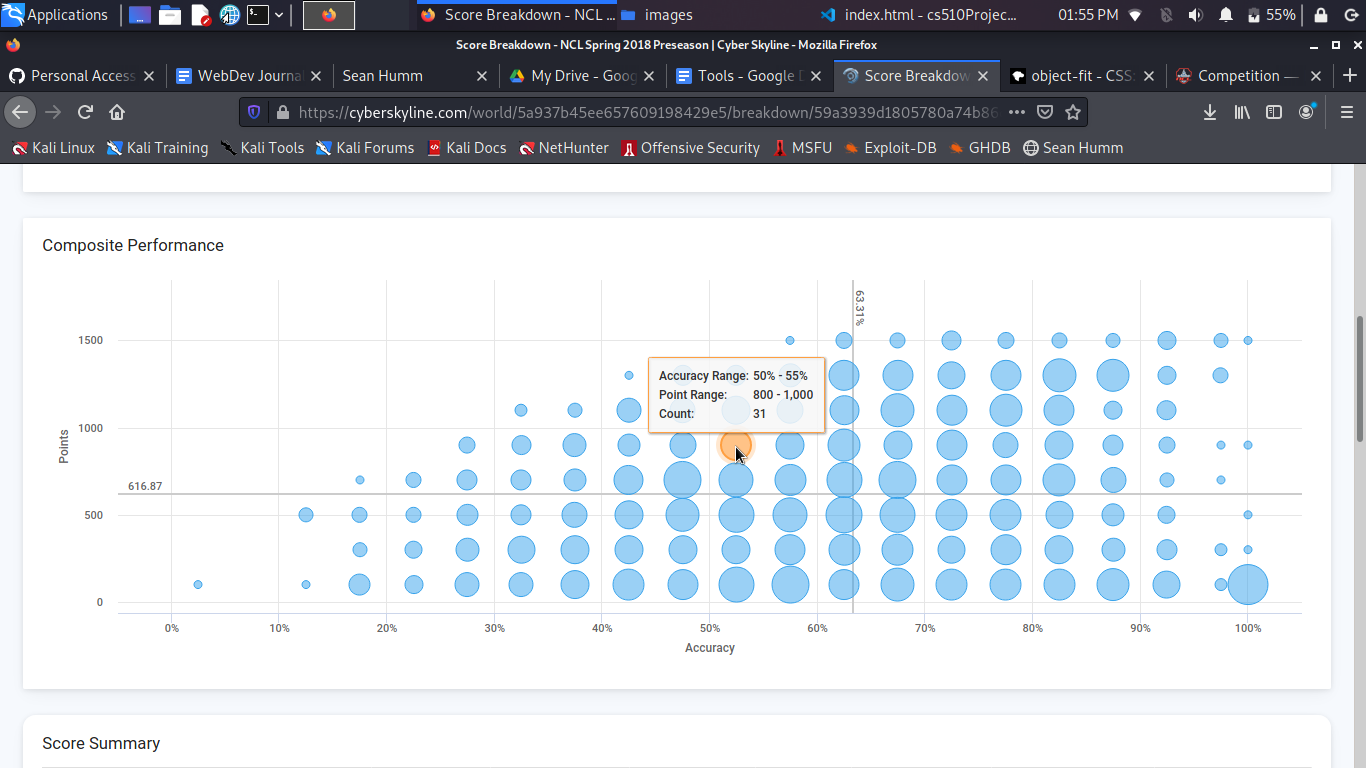 Applications
Score Breakdown - NCL ...
images
index.html - cs510Projec...
01:55 PM
55%
Score Breakdown - NCL Spring 2018 Preseason | Cyber Skyline - Mozilla Firefox
Personal Access
WebDev Journa
Sean Humm
My Drive - Goog
Tools - Google D
Score Breakdow
object-fit - CSS:
Competition —
https://cyberskyline.com/world/5a937b45ee657609198429e5/breakdown/59a3939d1805780a74b86
Kali Linux
Kali Training
Kali Tools
Kali Forums
Kali Docs
NetHunter
Offensive Security
MSFU
Exploit-DB
GHDB
Sean Humm
Composite Performance
63.31%
1500
Accuracy Range: 50% - 55%
Point Range: 800 - 1,000
Count: 31
1000
Points
616.87
500
0
0% 10% 20% 30% 40% 50% 60% 70% 80% 90% 100%
Accuracy
Score Summary